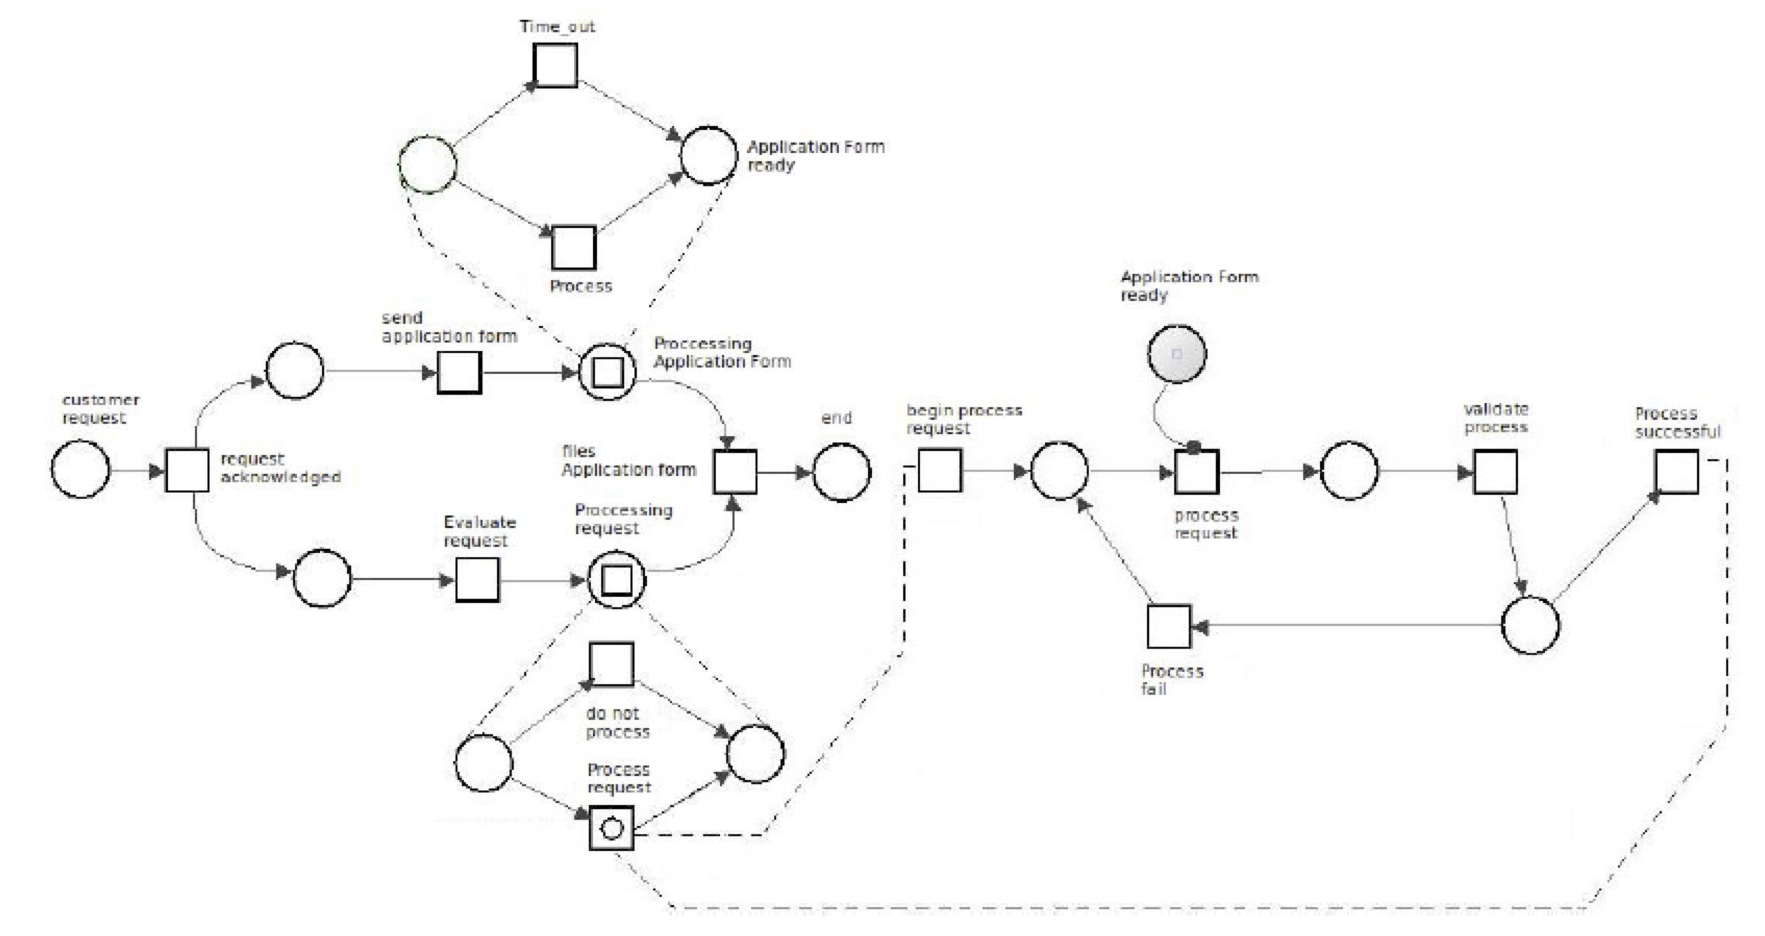 Time_out
Application Form
ready
Process
send
application form
Proccessing
Application Form
customer
request
request
acknowledged
files
Application form
end
Evaluate
request
Proccessing
request
do not
process
Process
request
Application Form
ready
begin process
request
process
request
validate
process
Process
successful
Process
fail